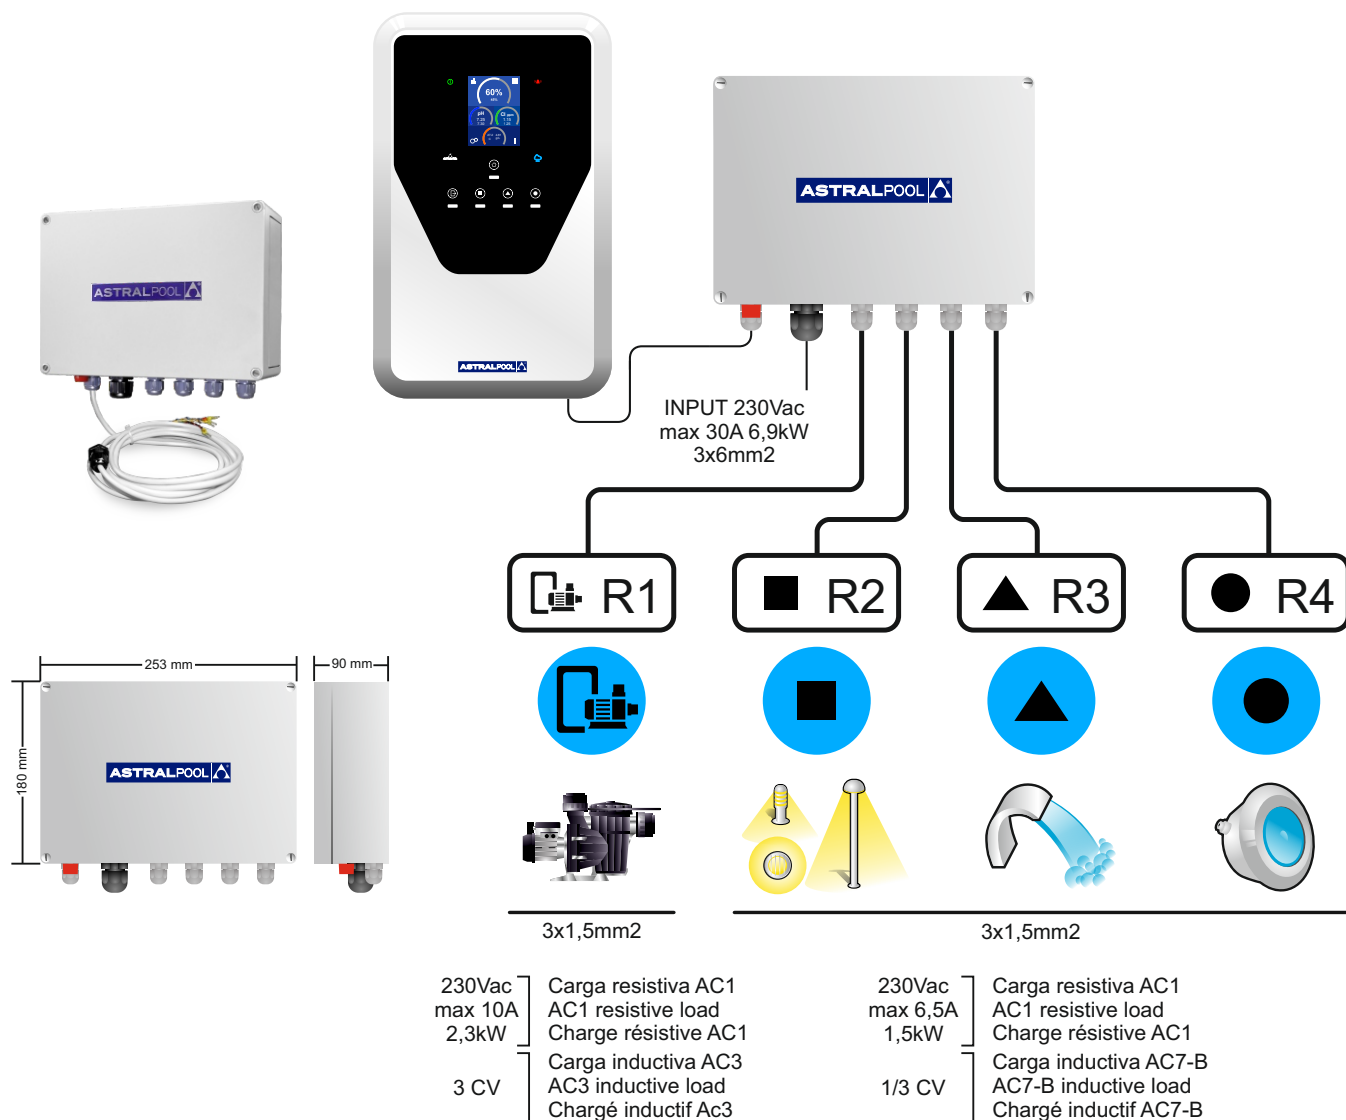 60%
pH
7.20
ASTRALPOOL
ASTRALPOOL
ASTRALPOOL
INPUT 230Vac
max 30A 6,9kW
3x6mm2
R1
R2
R3
R4
253 mm
90 mm
180 mm
ASTRALPOOL
3x1,5mm2
3x1,5mm2
230Vac
max 10A
2,3kW
Carga resistiva AC1
AC1 resistive load
Charge résistive AC1
3 CV
Carga inductiva AC3
AC3 inductive load
Chargé inductif Ac3
230Vac
max 6,5A
1,5kW
Carga resistiva AC1
AC1 resistive load
Charge résistive AC1
1/3 CV
Carga inductiva AC7-B
AC7-B inductive load
Chargé inductif AC7-B